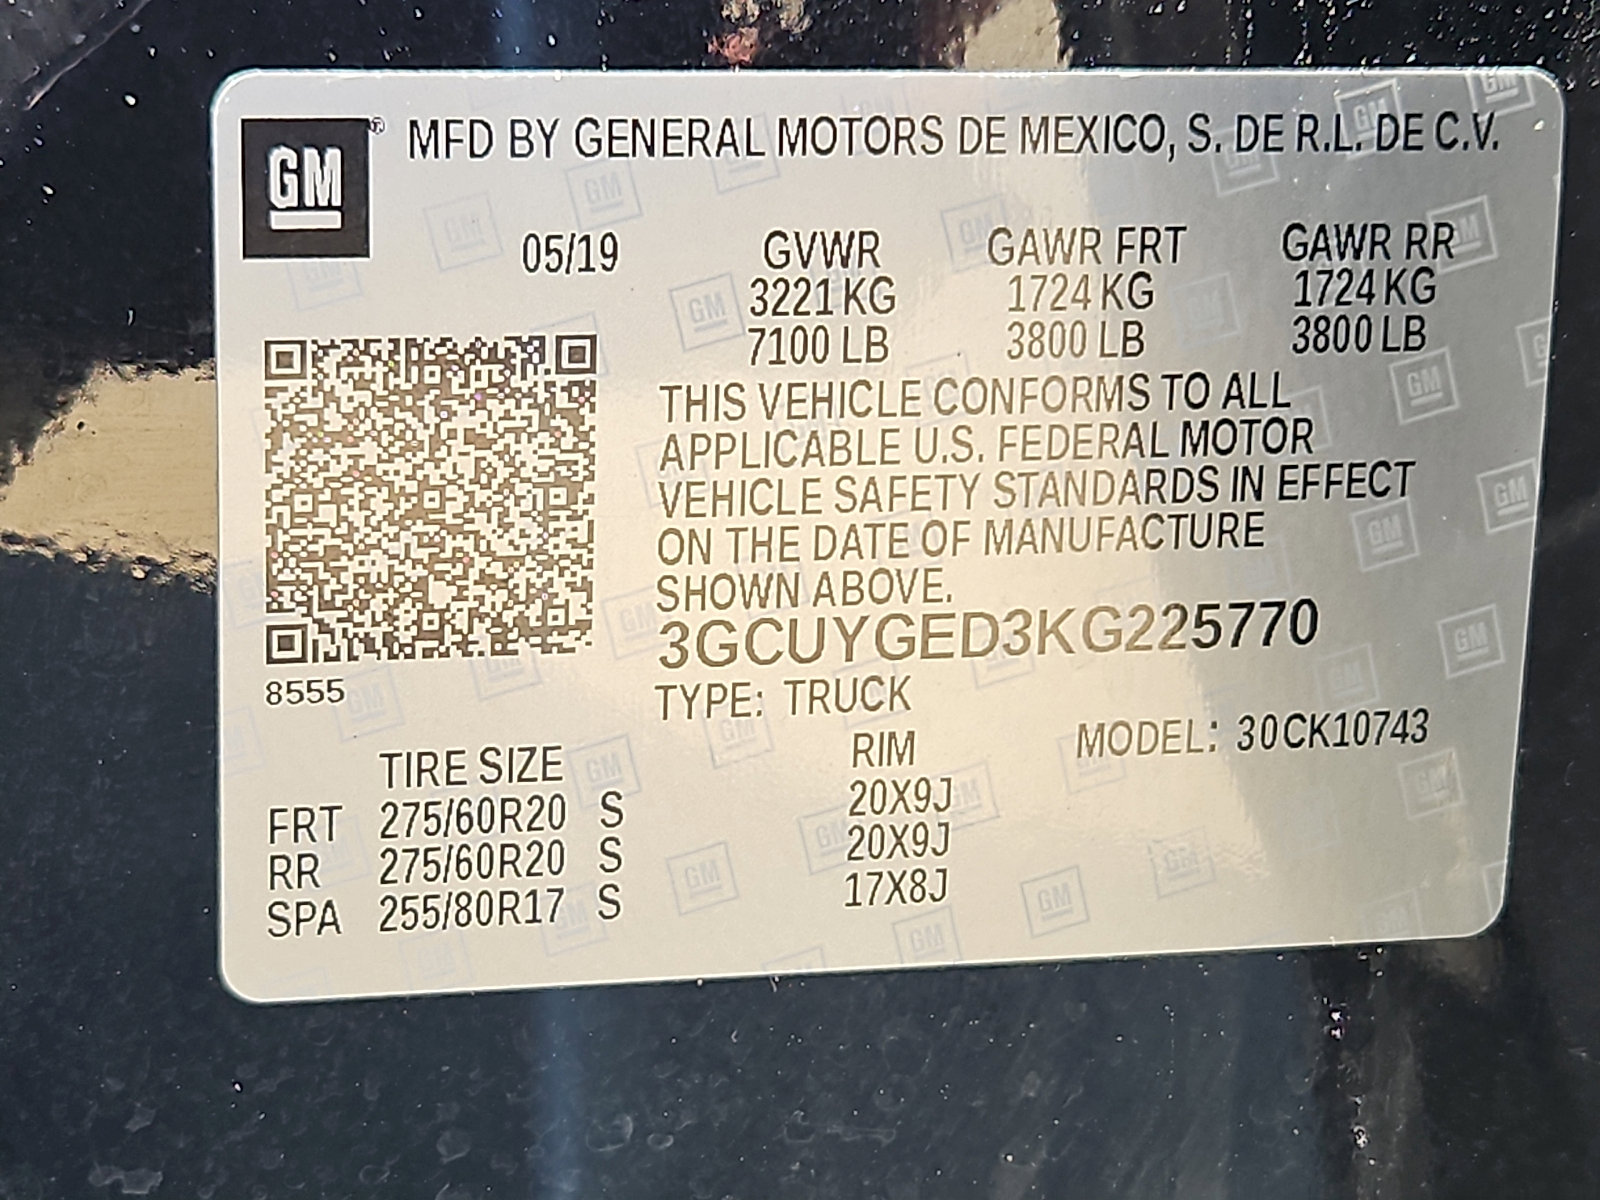 GM ® MFD BY GENERAL MOTORS DE MEXICO, S. DE R.L. DE C.V.
05/19 GVWR GAWR FRT GAWR RR
3221 KG 1724 KG 1724 KG
7100 LB 3800 LB 3800 LB
THIS VEHICLE CONFORMS TO ALL
APPLICABLE U.S. FEDERAL MOTOR
VEHICLE SAFETY STANDARDS IN EFFECT
ON THE DATE OF MANUFACTURE
SHOWN ABOVE.
3GCUYGED3KG225770
8555
TYPE: TRUCK
MODEL: 30CK10743
TIRE SIZE RIM
FRT 275/60R20 S 20X9J
RR 275/60R20 S 20X9J
SPA 255/80R17 S 17X8J